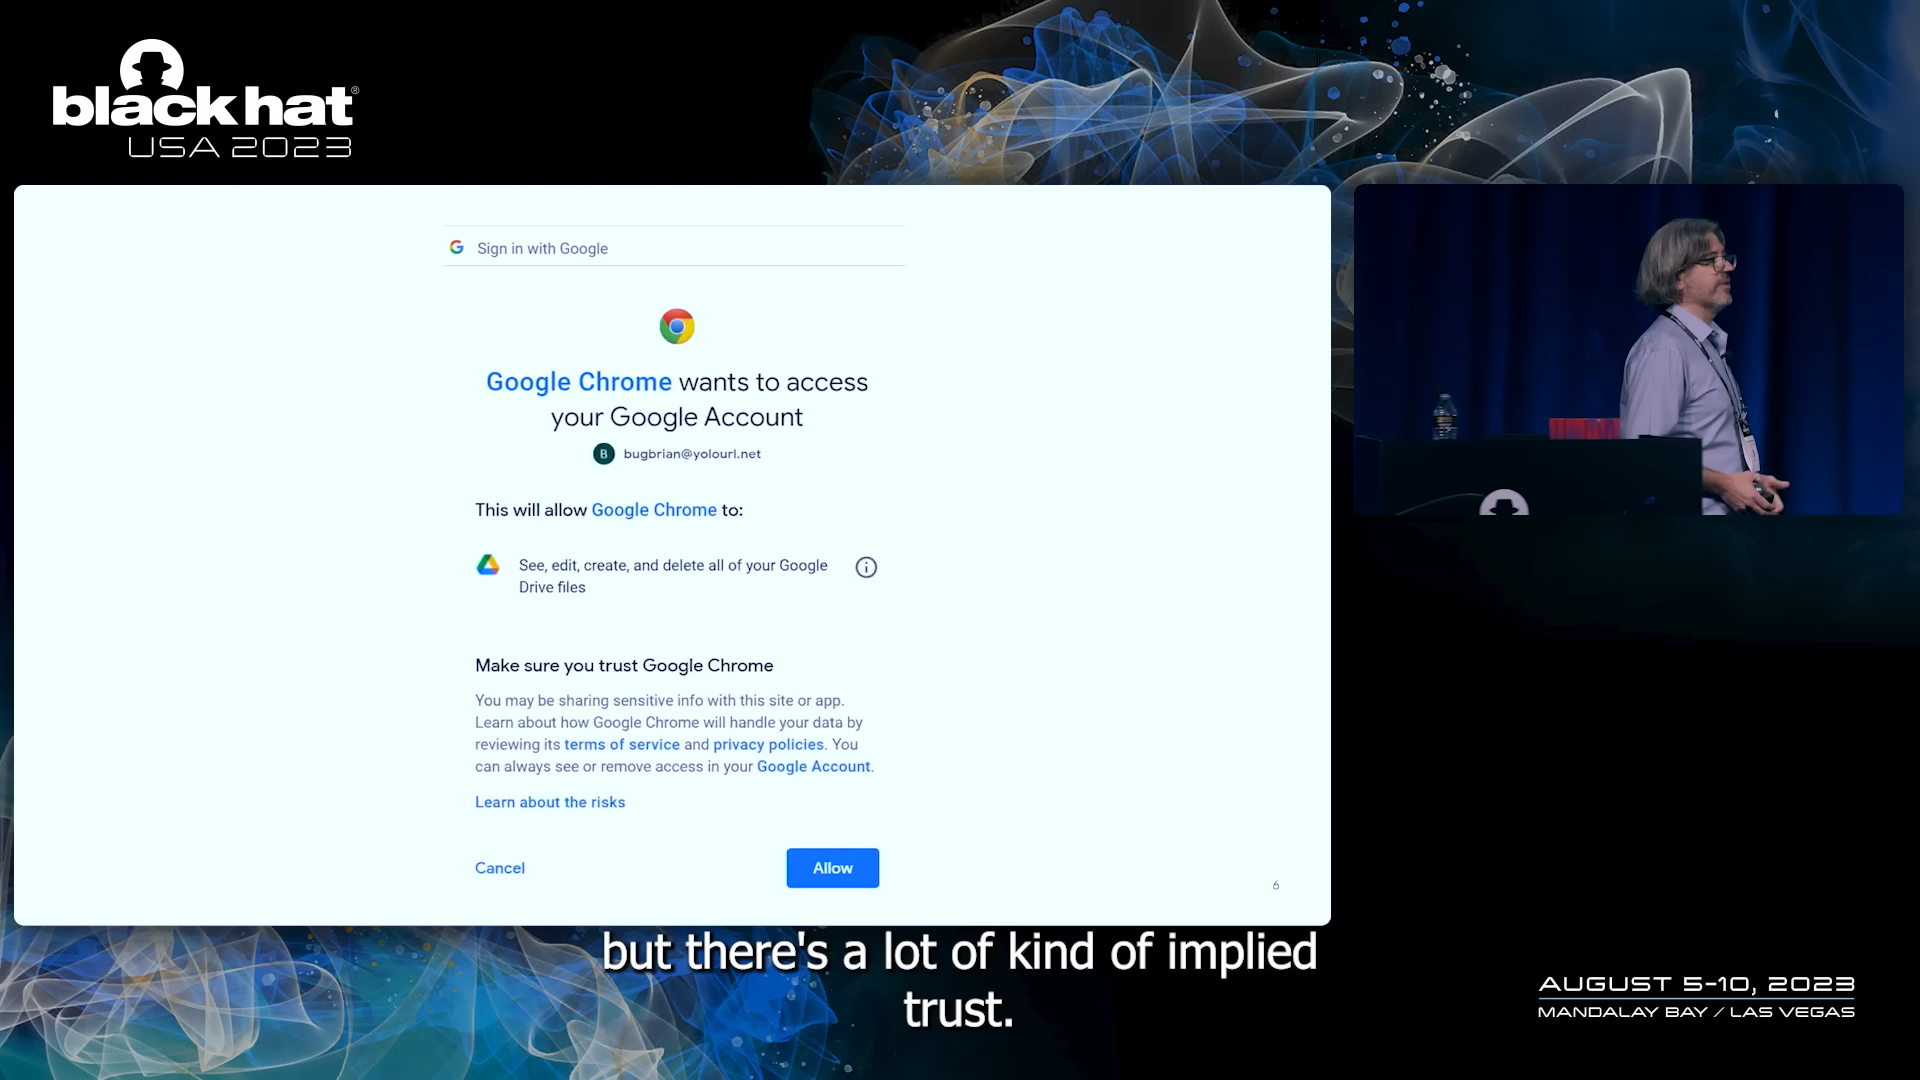 black hat®
USA 2023
Sign in with Google
Google Chrome wants to access
your Google Account
B bugbrian@yolourl.net
This will allow Google Chrome to:
See, edit, create, and delete all of your Google
Drive files
Make sure you trust Google Chrome
You may be sharing sensitive info with this site or app.
Learn about how Google Chrome will handle your data by
reviewing its terms of service and privacy policies. You
can always see or remove access in your Google Account.
Learn about the risks
Cancel
Allow
6
but there's a lot of kind of implied
trust.
AUGUST 5-10, 2023
MANDALAY BAY / LAS VEGAS